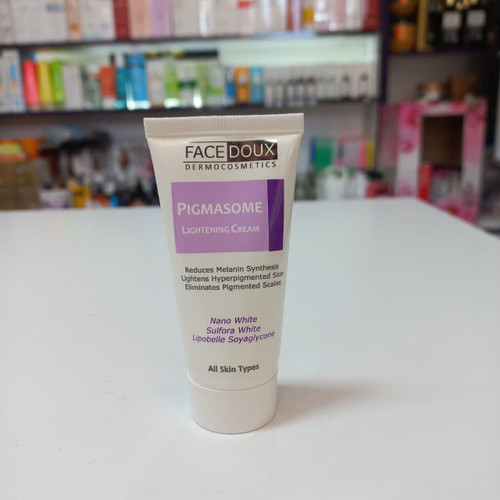 FACE DOUX
DERMOCOSMETICS
PIGMASOME
LIGHTENING CREAM
Reduces Melanin Synthesis
Lightens Hyperpigmented Skin
Eliminates Pigmented Scales
Nano White
Sulfora White
Lipobelle Soyaglycone
All Skin Types